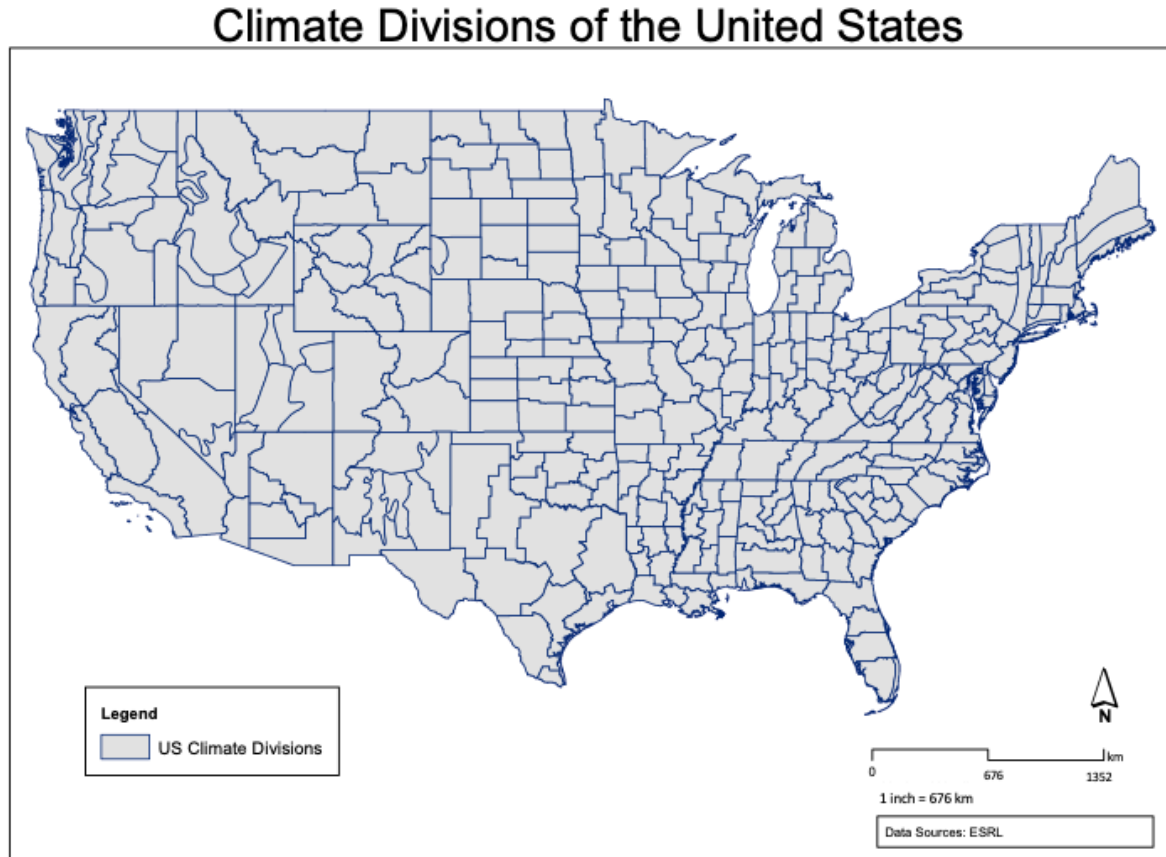 Climate Divisions of the United States
Legend
US Climate Divisions
N
km
0 676 1352
1 inch = 676 km
Data Sources: ESRL